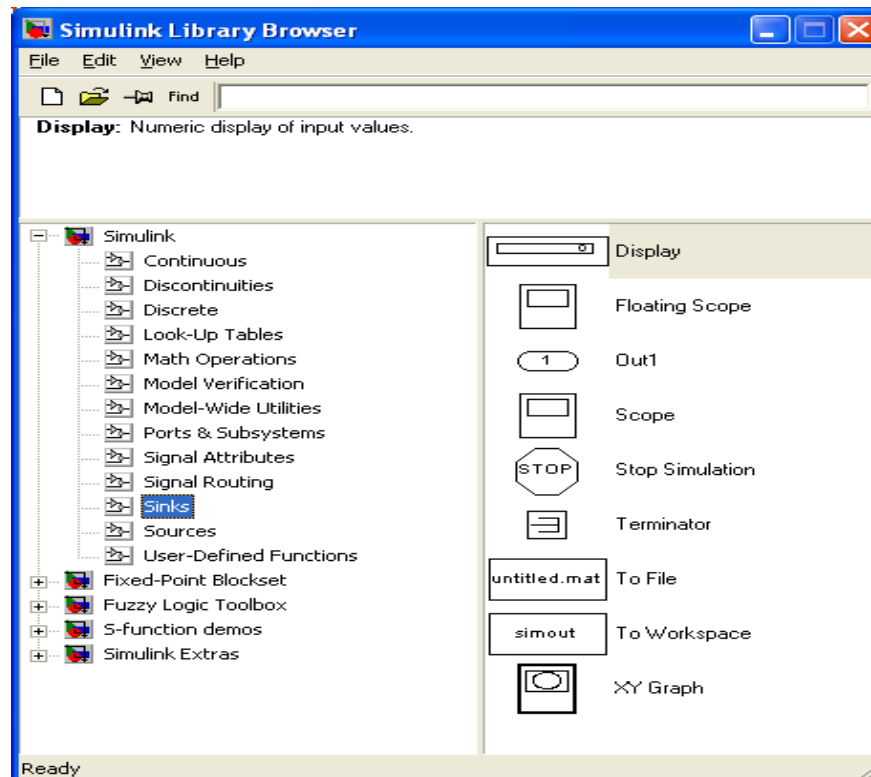 Simulink Library Browser
File Edit View Help
Find
Display: Numeric display of input values.
Simulink
Continuous
Discontinuities
Discrete
Look-Up Tables
Math Operations
Model Verification
Model-Wide Utilities
Ports & Subsystems
Signal Attributes
Signal Routing
Sinks
Sources
User-Defined Functions
Fixed-Point Blockset
Fuzzy Logic Toolbox
S-function demos
Simulink Extras
0 Display
Floating Scope
1 Out1
Scope
STOP Stop Simulation
Terminator
untitled.mat To File
simout To Workspace
XY Graph
Ready